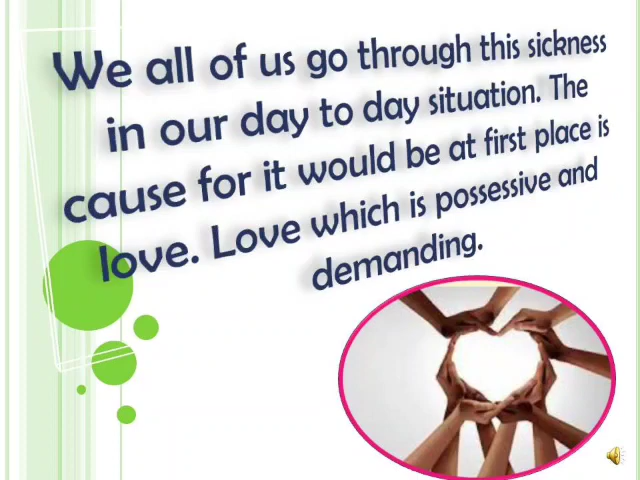 We all of us go through this sickness
in our day to day situation. The
cause for it would be at first place is
love. Love which is possessive and
demanding.